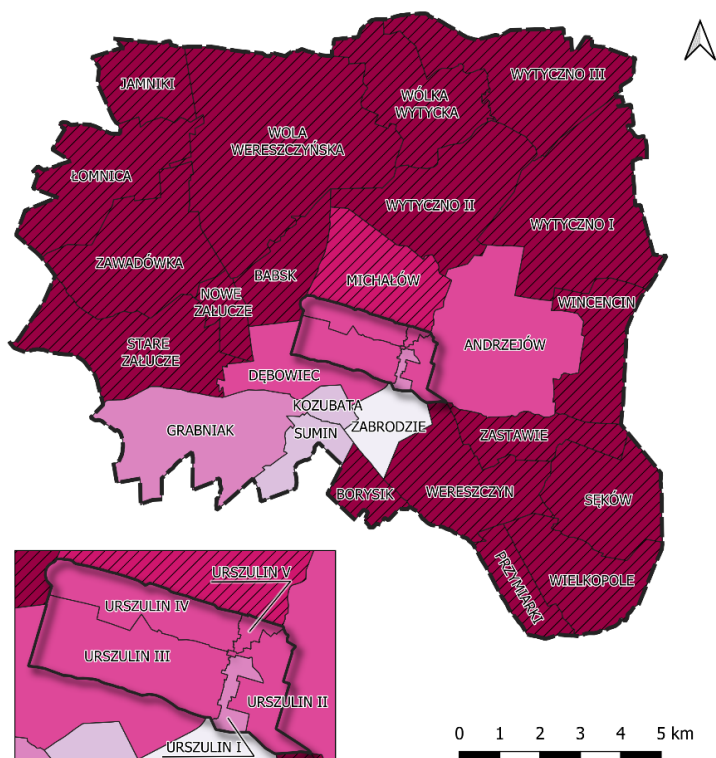 JAMNIKI
WYTYCZNO III
WÓLKA
WYTYCKA
WOLA
WERESZCZYŃSKA
ŁOMNICA
WYTYCZNO II
WYTYCZNO I
ZAWADÓWKA
BABSK
MICHAŁÓW
NOWE
ZAŁUCZE
WINCENCIN
STARE
ZAŁUCZE
ANDRZEJÓW
DĘBOWIEC
KOZUBATA
GRABNIAK
SUMIN
ZABRODZIE
ZASTAWIE
BORYSIK
WERESZCZYN
SĘKÓW
PRZYMIARKI
WIELKOPOLE
URSZULIN V
URSZULIN IV
URSZULIN III
URSZULIN II
URSZULIN I
0 1 2 3 4 5 km